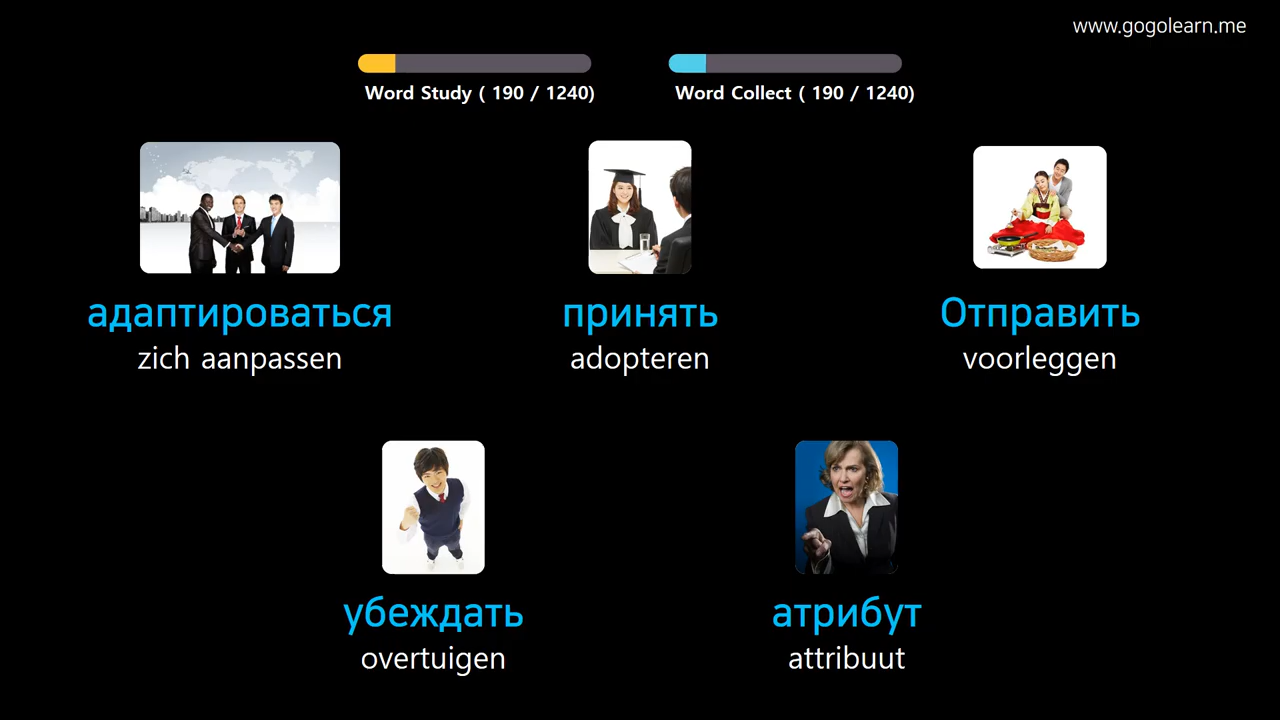 www.gogolearn.me
Word Study ( 190 / 1240)
Word Collect ( 190 / 1240)
адаптироваться
zich aanpassen
принять
adopteren
Отправить
voorleggen
убеждать
overtuigen
атрибут
attribuut